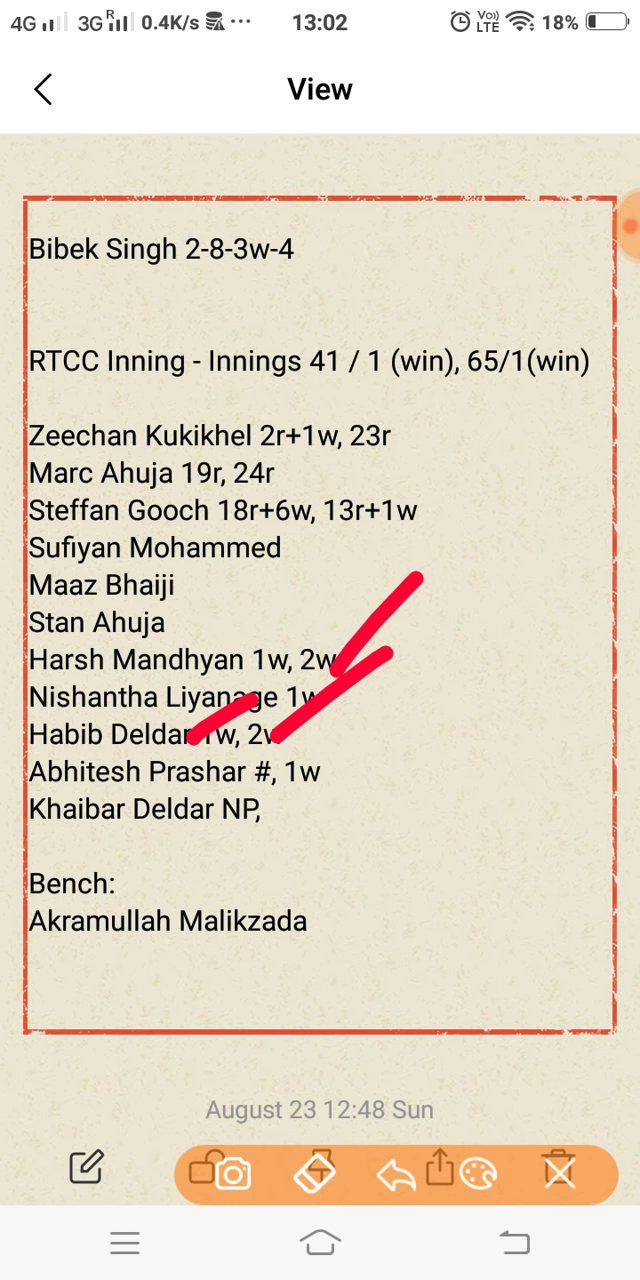 4G 3G R 0.4K/s ... 13:02 Vo)) LTE 18%
View
Bibek Singh 2-8-3w-4
RTCC Inning - Innings 41 / 1 (win), 65/1(win)
Zeechan Kukikhel 2r+1w, 23r
Marc Ahuja 19r, 24r
Steffan Gooch 18r+6w, 13r+1w
Sufiyan Mohammed
Maaz Bhaiji
Stan Ahuja
Harsh Mandhyan 1w, 2w
Nishantha Liyanage 1w
Habib Deldar 1w, 2w
Abhitesh Prashar #, 1w
Khaibar Deldar NP,
Bench:
Akramullah Malikzada
August 23 12:48 Sun